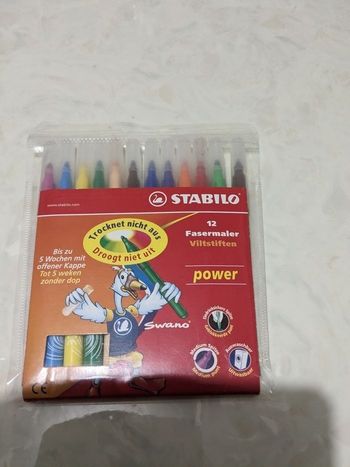 www.stabilo.com
STABILO
12
Fasermaler
Viltstiften
Trocknet nicht aus
Droogt niet uit
Bis zu
5 Wochen mit
offener Kappe
Tot 5 weken
zonder dop
power
Swano
CE